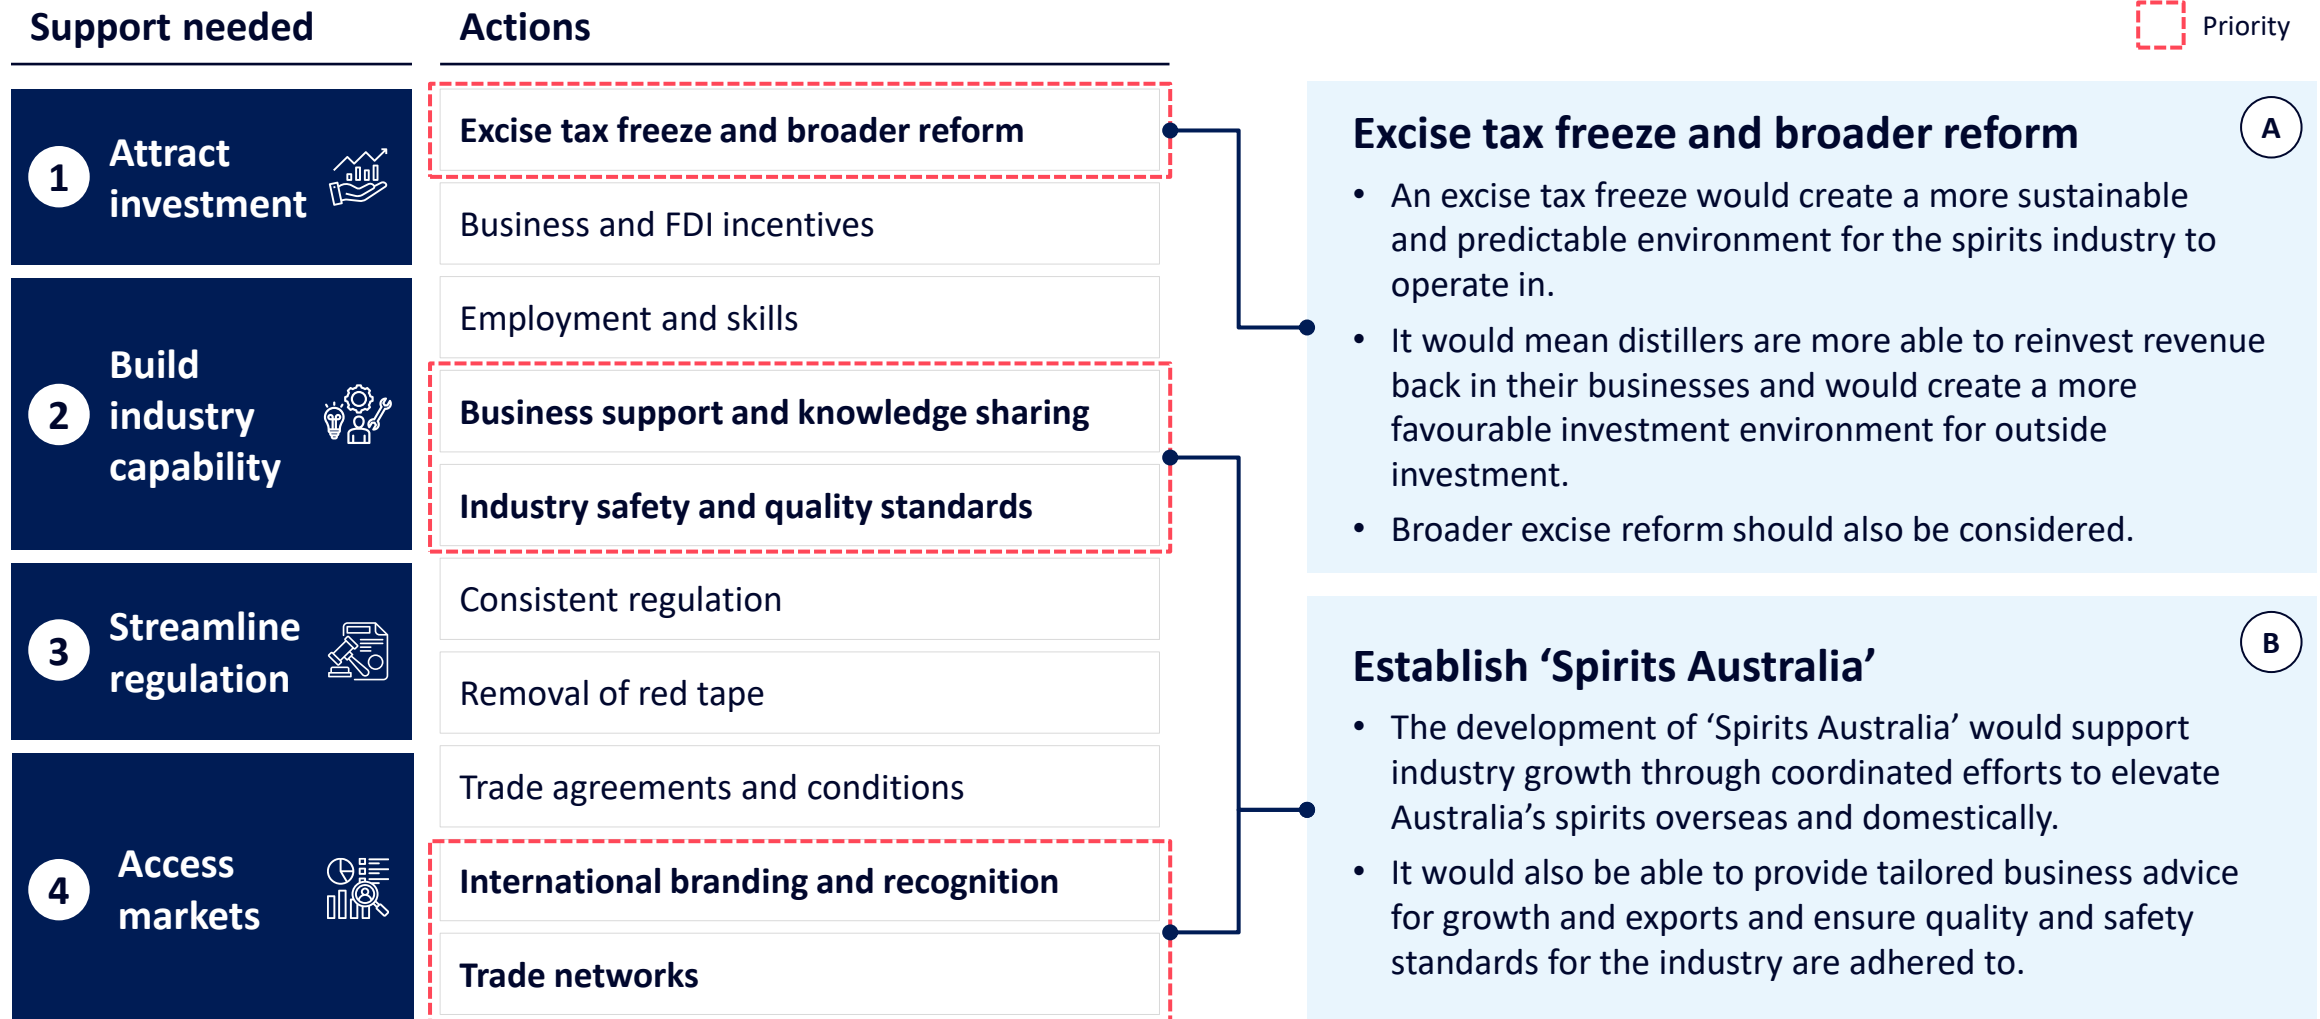 Support needed
Actions
Priority
1
Attract
investment
Excise tax freeze and broader reform
Business and FDI incentives
2
Build
industry
capability
Employment and skills
Business support and knowledge sharing
Industry safety and quality standards
3
Streamline
regulation
Consistent regulation
Removal of red tape
4
Access
markets
Trade agreements and conditions
International branding and recognition
Trade networks
Excise tax freeze and broader reform
A
• An excise tax freeze would create a more sustainable
and predictable environment for the spirits industry to
operate in.
• It would mean distillers are more able to reinvest revenue
back in their businesses and would create a more
favourable investment environment for outside
investment.
• Broader excise reform should also be considered.
Establish ‘Spirits Australia’
B
• The development of ‘Spirits Australia’ would support
industry growth through coordinated efforts to elevate
Australia’s spirits overseas and domestically.
• It would also be able to provide tailored business advice
for growth and exports and ensure quality and safety
standards for the industry are adhered to.